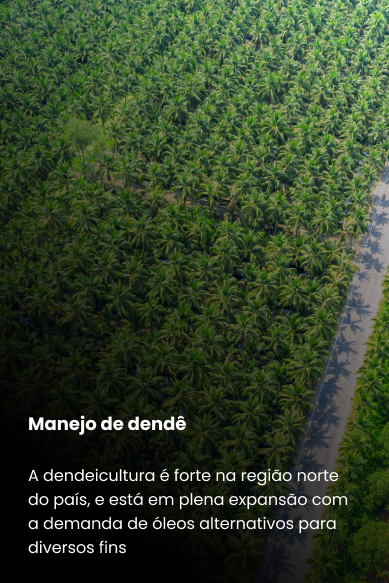 Manejo de dendê
A dendeicultura é forte na região norte
do país, e está em plena expansão com
a demanda de óleos alternativos para
diversos fins